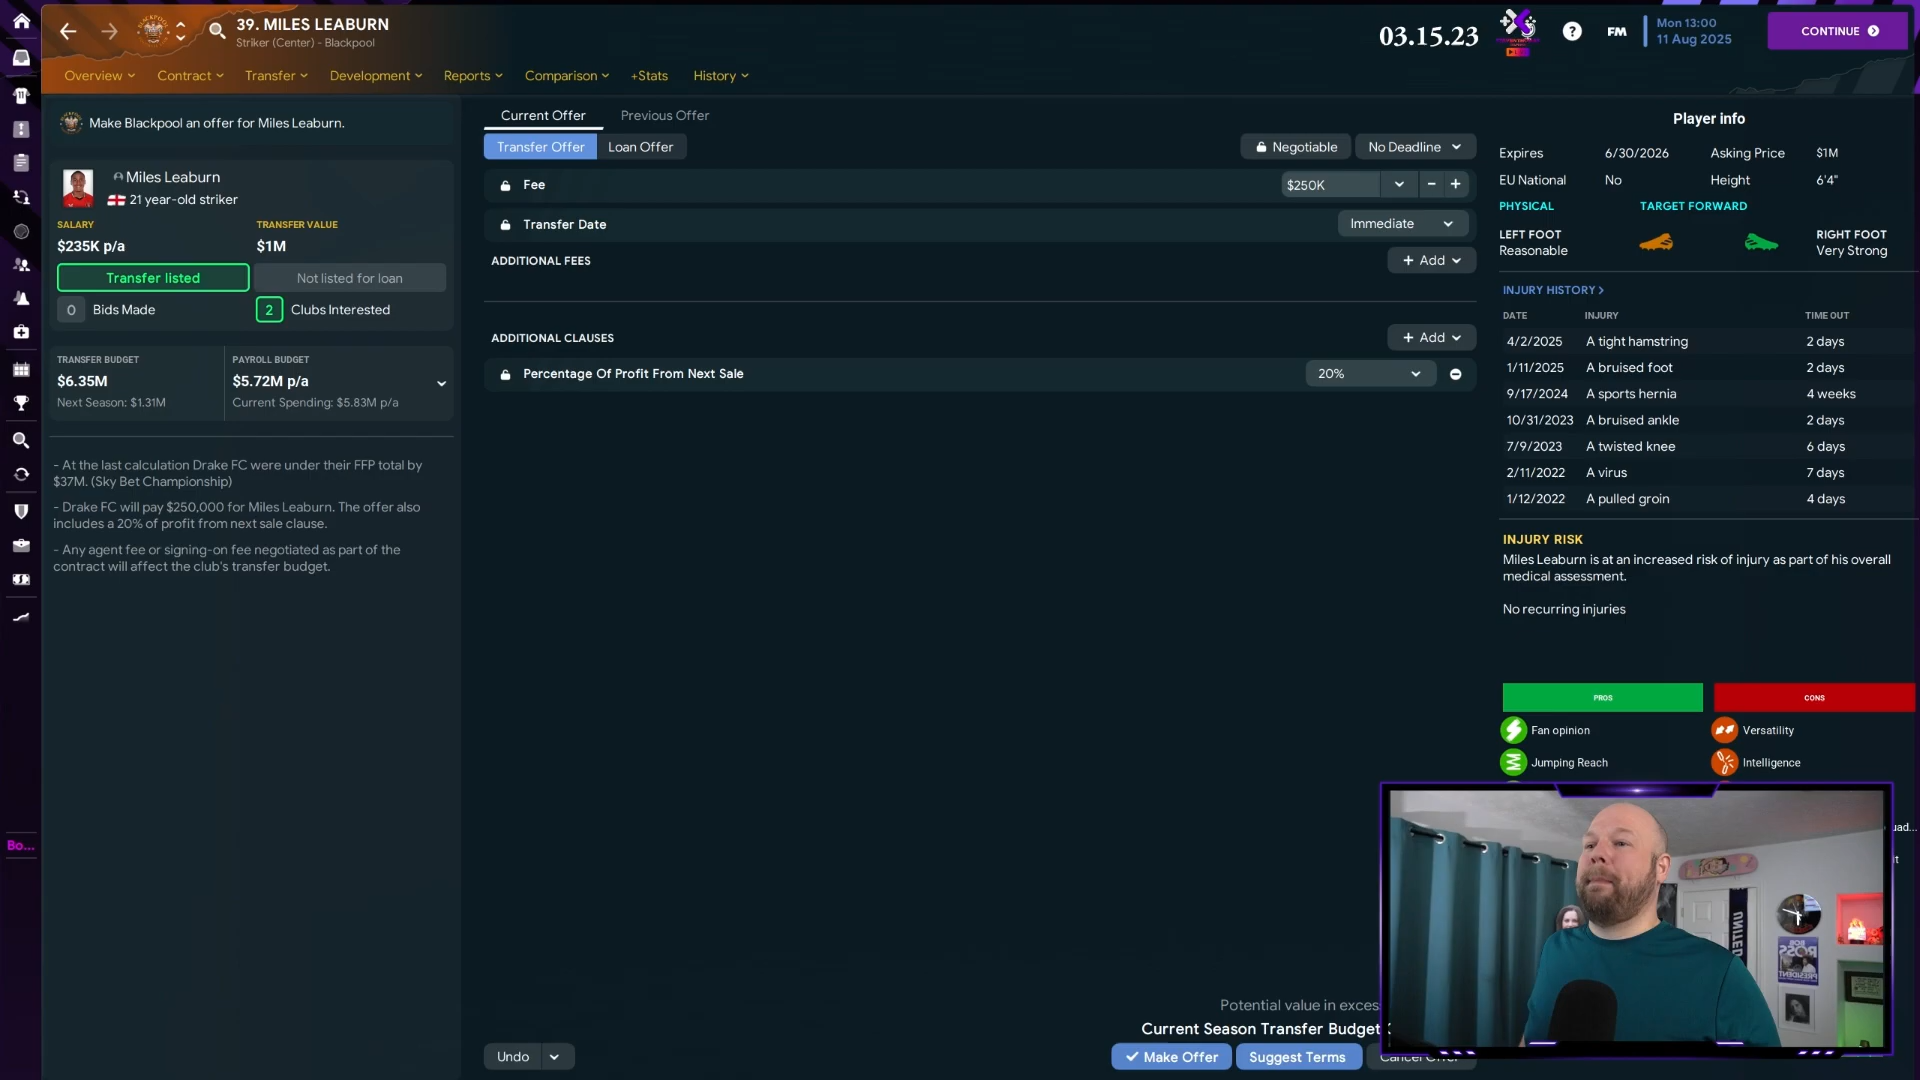 39. MILES LEABURN
Striker (Center) - Blackpool
03.15.23
FM
Mon 13:00
11 Aug 2025
CONTINUE
Overview
Contract
Transfer
Development
Reports
Comparison
+Stats
History
Make Blackpool an offer for Miles Leaburn.
Miles Leaburn
21 year-old striker
SALARY
TRANSFER VALUE
$235K p/a
$1M
Transfer listed
Not listed for loan
0 Bids Made
2 Clubs Interested
TRANSFER BUDGET
PAYROLL BUDGET
$6.35M
$5.72M p/a
Next Season: $1.31M
Current Spending: $5.83M p/a
- At the last calculation Drake FC were under their FFP total by
$37M. (Sky Bet Championship)
- Drake FC will pay $250,000 for Miles Leaburn. The offer also
includes a 20% of profit from next sale clause.
- Any agent fee or signing-on fee negotiated as part of the
contract will affect the club's transfer budget.
Bo...
Current Offer
Previous Offer
Transfer Offer
Loan Offer
Negotiable
No Deadline
Fee
$250K
Transfer Date
Immediate
ADDITIONAL FEES
+ Add
ADDITIONAL CLAUSES
+ Add
Percentage Of Profit From Next Sale
20%
Potential value in exces
Current Season Transfer Budget
Undo
Make Offer
Suggest Terms
Cancel Offer
Player info
Expires 6/30/2026 Asking Price $1M
EU National No Height 6'4"
PHYSICAL
TARGET FORWARD
LEFT FOOT
Reasonable
RIGHT FOOT
Very Strong
INJURY HISTORY >
DATE INJURY TIME OUT
4/2/2025 A tight hamstring 2 days
1/11/2025 A bruised foot 2 days
9/17/2024 A sports hernia 4 weeks
10/31/2023 A bruised ankle 2 days
7/9/2023 A twisted knee 6 days
2/11/2022 A virus 7 days
1/12/2022 A pulled groin 4 days
INJURY RISK
Miles Leaburn is at an increased risk of injury as part of his overall
medical assessment.
No recurring injuries
PROS
CONS
Fan opinion
Versatility
Jumping Reach
Intelligence
uad...
UNITED
BOB
ROSS
PRESIDENT